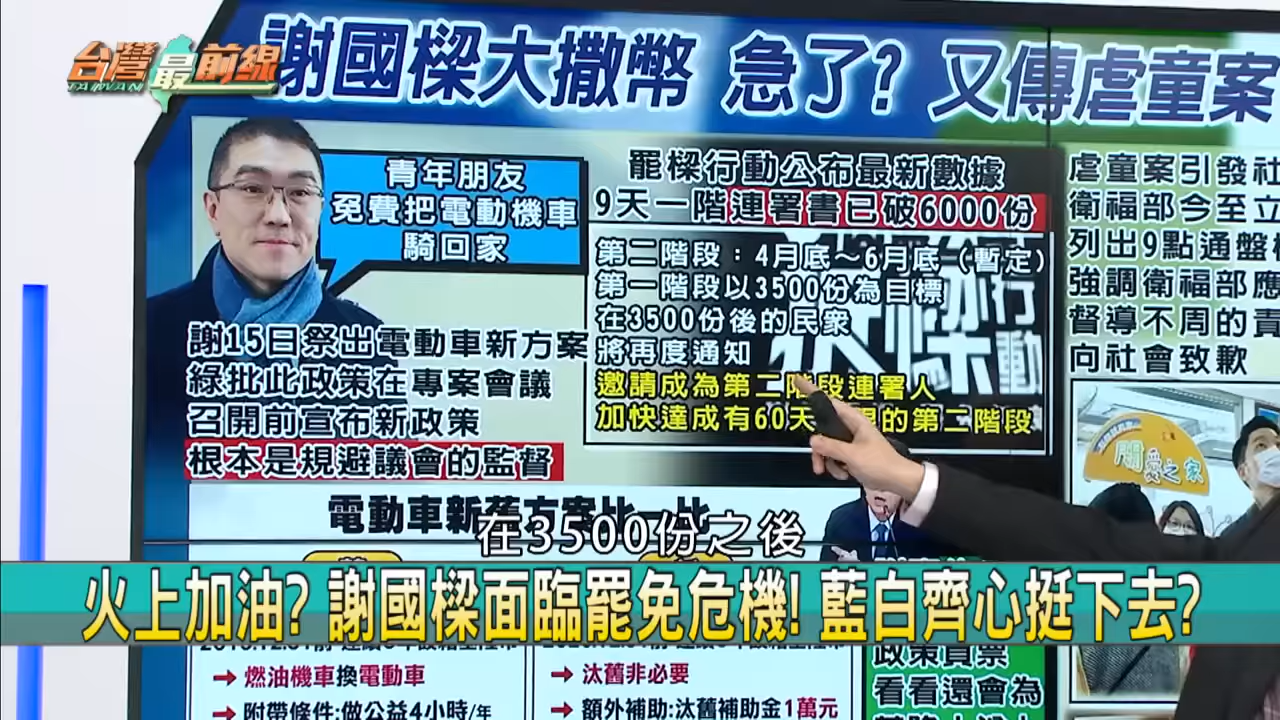 台灣最前線
TAIWAN
謝國樑大撒幣 急了? 又傳虐童案
青年朋友
免費把電動機車
騎回家
謝15日祭出電動車新方案
綠批此政策在專案會議
召開前宣布新政策
根本是規避議會的監督
罷樑行動公布最新數據
9天一階連署書已破6000份
第二階段：4月底～6月底（暫定）
第一階段以3500份為目標
在3500份後的民眾
將再度通知
邀請成為第二階段連署人
加快達成有60天 的第二階段
行
動
虐童案引發社
衛福部今至立
列出9點通盤
強調衛福部應
督導不周的責
向社會致歉
關愛之家
電動車新舊方案比一比
在3500份之後
火上加油? 謝國樑面臨罷免危機! 藍白齊心挺下去?
→ 燃油機車換電動車
→ 附帶條件:做公益4小時/年
→ 汰舊非必要
→ 額外補助:汰舊補助金1萬元
政策買票
看看還會為